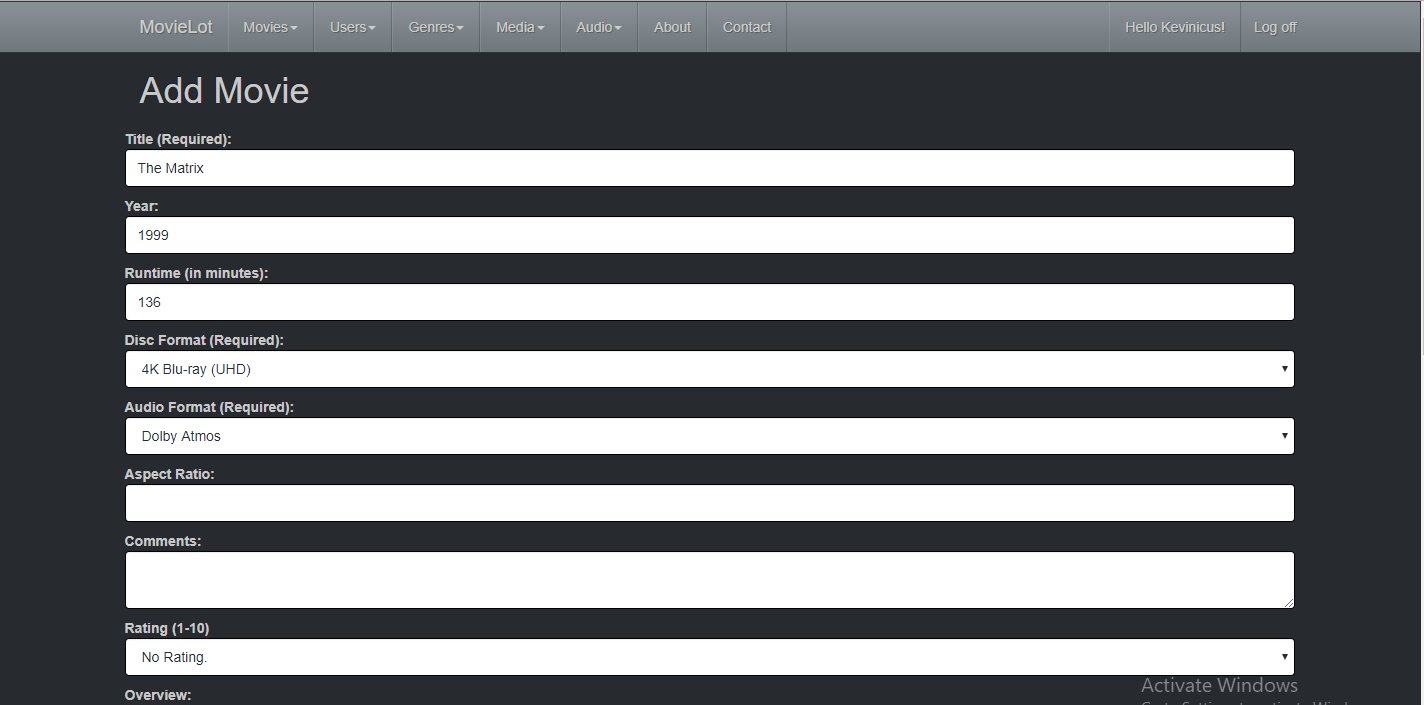 MovieLot Movies Users Genres Media Audio About Contact Hello Kevinicus! Log off
Add Movie
Title (Required):
The Matrix
Year:
1999
Runtime (in minutes):
136
Disc Format (Required):
4K Blu-ray (UHD)
Audio Format (Required):
Dolby Atmos
Aspect Ratio:
Comments:
Rating (1-10)
No Rating.
Overview:
Activate Windows